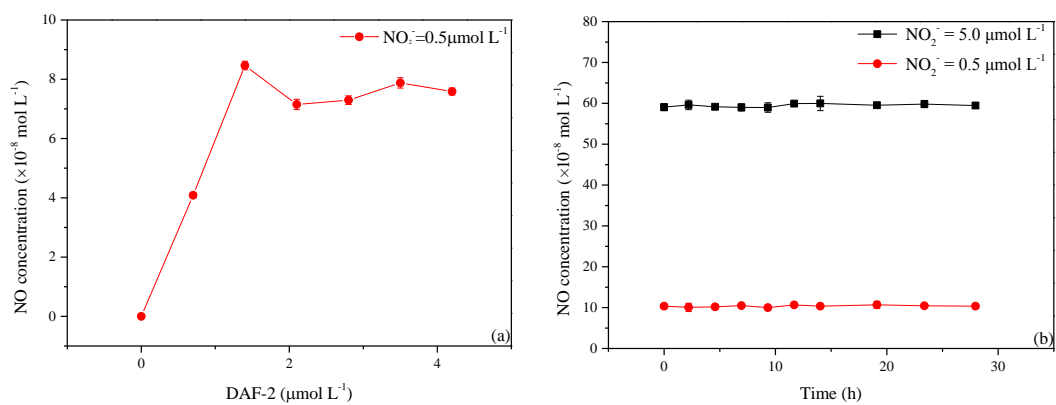 10
8
6
4
2
0
NO concentration (×10⁻⁸ mol L⁻¹)
0
2
4
DAF-2 (μmol L⁻¹)
NO₂⁻=0.5μmol L⁻¹
(a)
80
70
60
50
40
30
20
10
0
NO concentration (×10⁻⁸ mol L⁻¹)
0
10
20
30
Time (h)
NO₂⁻ = 5.0 μmol L⁻¹
NO₂⁻ = 0.5 μmol L⁻¹
(b)